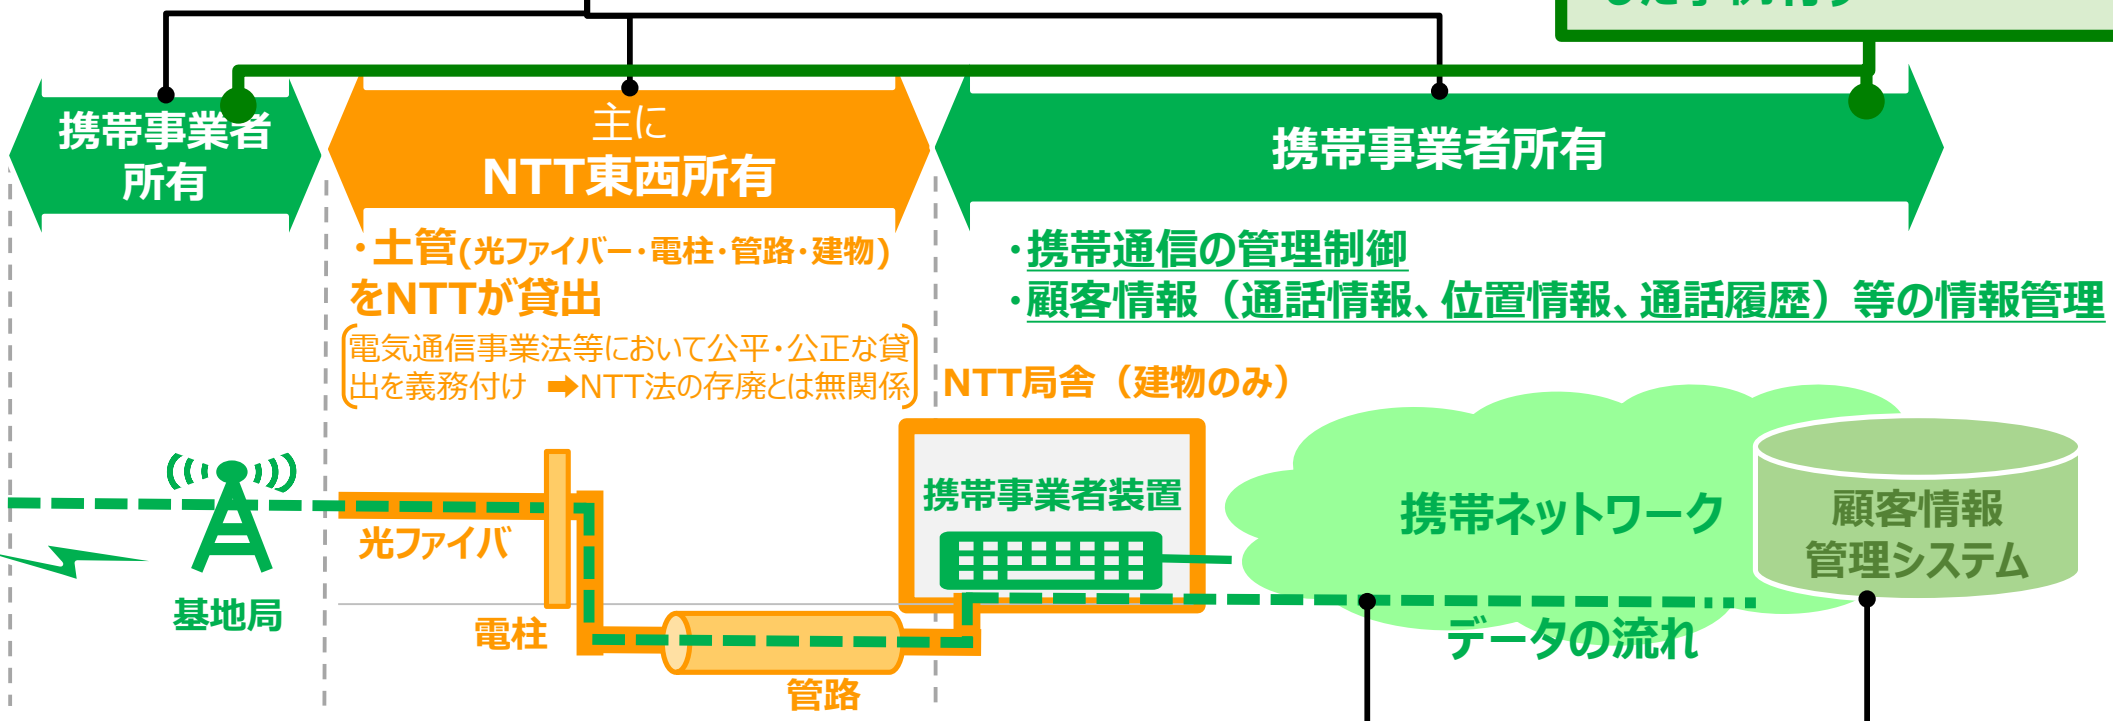 携帯事業者
所有
主に
NTT東西所有
携帯事業者所有
・土管(光ファイバー・電柱・管路・建物)
をNTTが貸出
電気通信事業法等において公平・公正な貸
出を義務付け ➡NTT法の存廃とは無関係
・携帯通信の管理制御
・顧客情報（通話情報、位置情報、通話履歴）等の情報管理
NTT局舎（建物のみ）
携帯事業者装置
携帯ネットワーク
顧客情報
管理システム
光ファイバ
基地局
電柱
データの流れ
管路